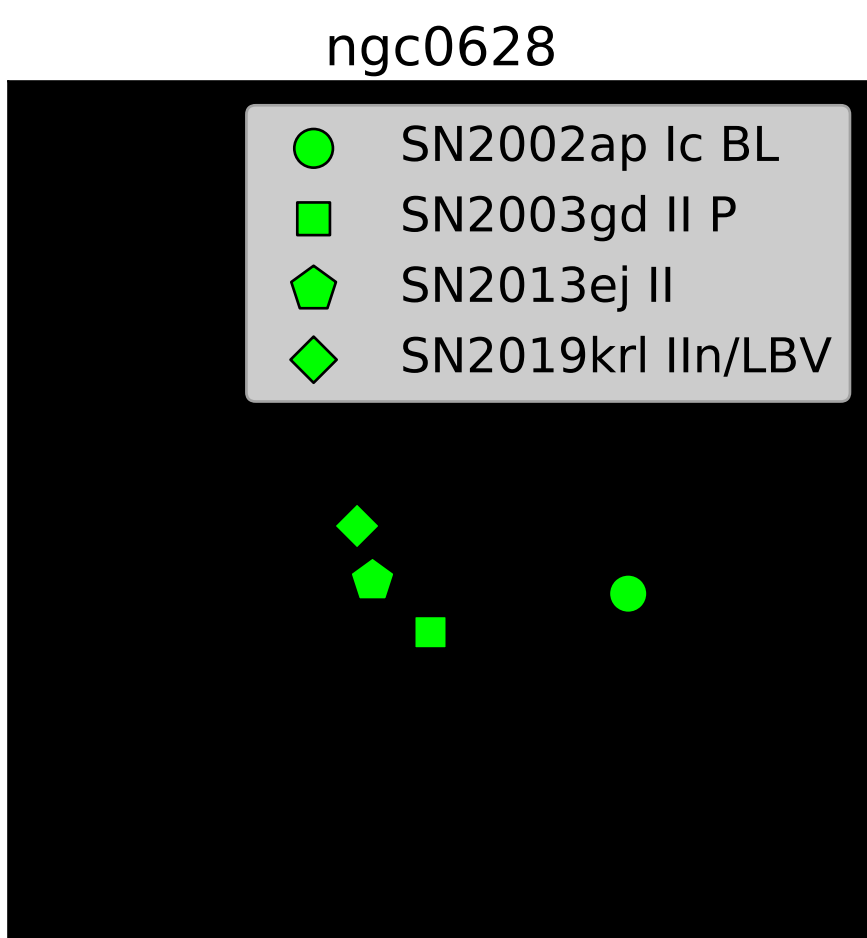 ngc0628
SN2002ap Ic BL
SN2003gd II P
SN2013ej II
SN2019krl IIn/LBV